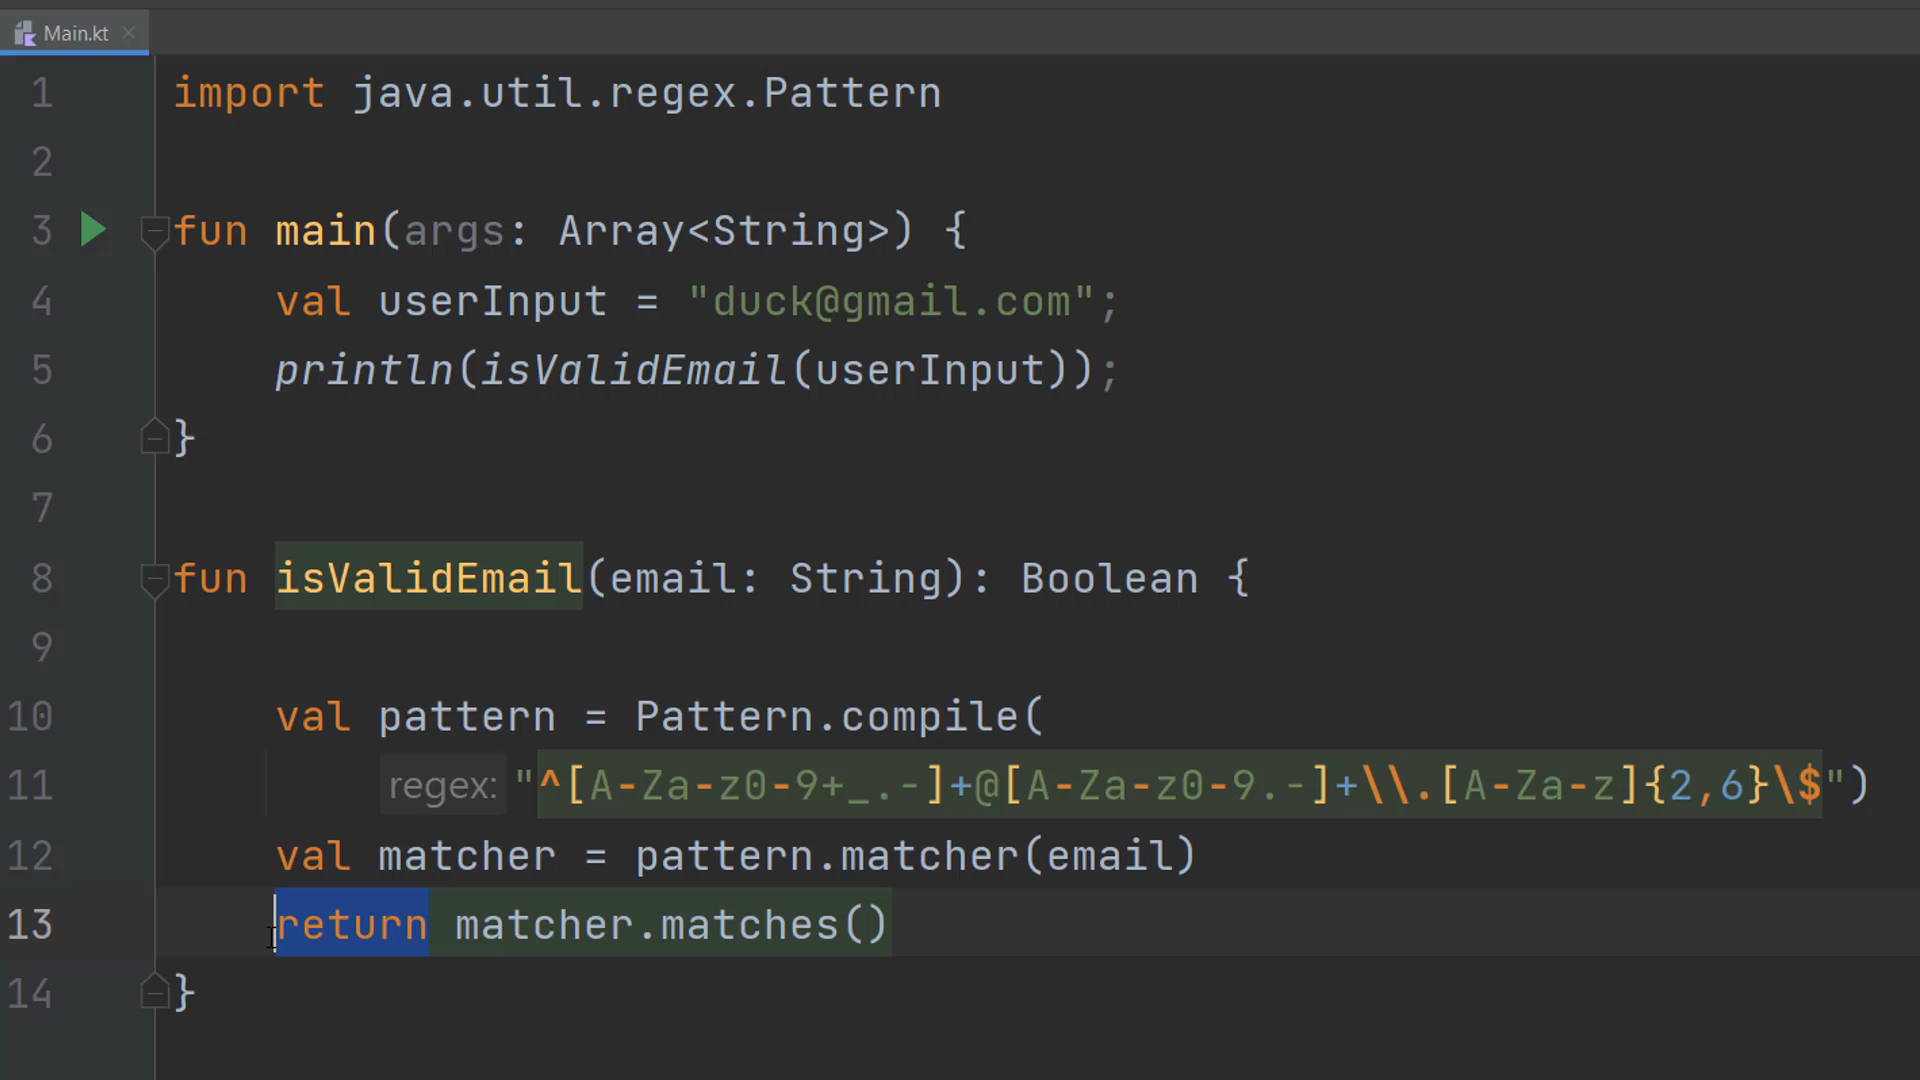 Main.kt
1 import java.util.regex.Pattern
2
3 fun main(args: Array<String>) {
4 val userInput = "duck@gmail.com";
5 println(isValidEmail(userInput));
6 }
7
8 fun isValidEmail(email: String): Boolean {
9
10 val pattern = Pattern.compile(
11 regex: "^[A-Za-z0-9+_.-]+@[A-Za-z0-9.-]+\\.[A-Za-z]{2,6}\$")
12 val matcher = pattern.matcher(email)
13 return matcher.matches()
14 }